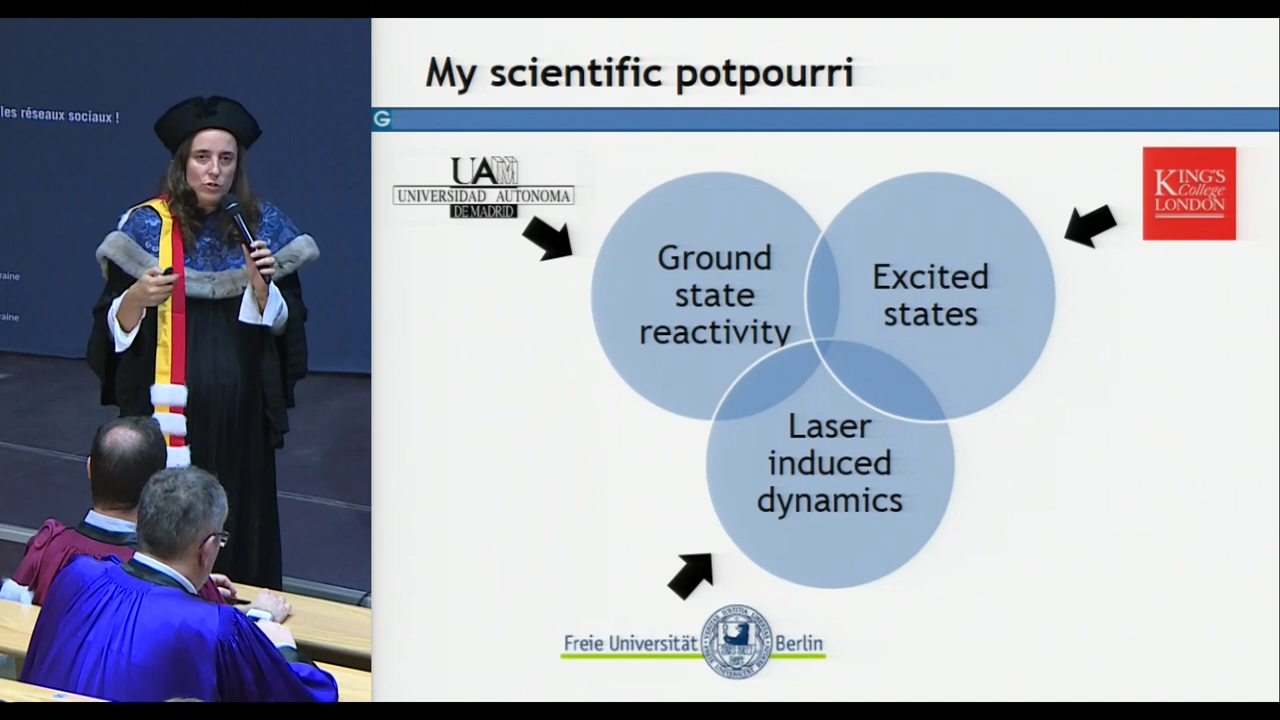 les réseaux sociaux !
raine
raine
My scientific potpourri
G
UAM
UNIVERSIDAD AUTONOMA
DE MADRID
KING'S
College
LONDON
Ground
state
reactivity
Excited
states
Laser
induced
dynamics
Freie Universität Berlin